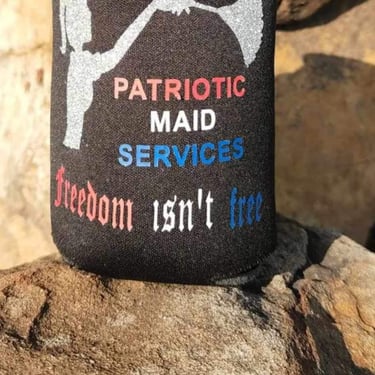 PATRIOTIC
MAID
SERVICES
Freedom isn't free